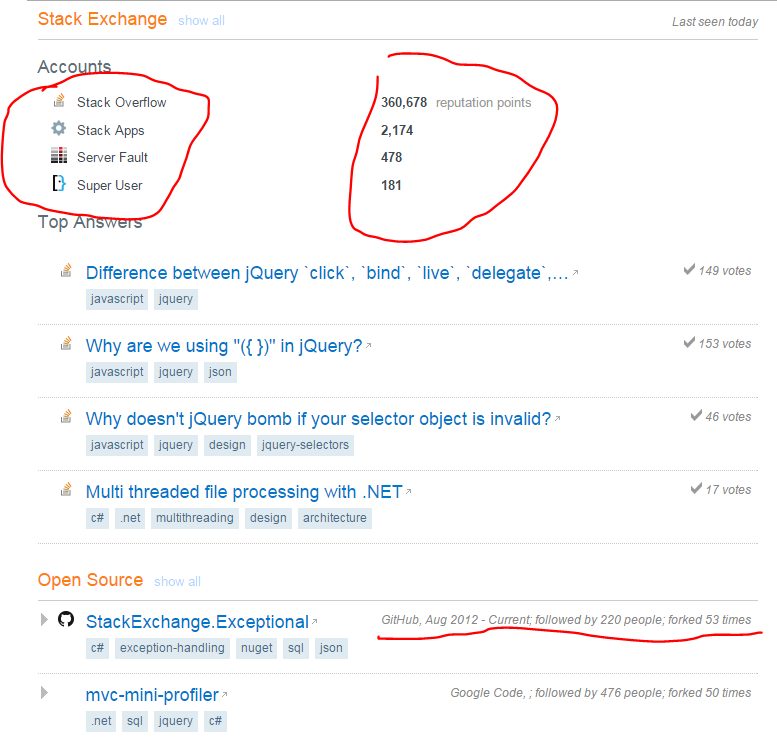 Stack Exchange show all Last seen today
Accounts
Stack Overflow 360,678 reputation points
Stack Apps 2,174
Server Fault 478
Super User 181
Top Answers
Difference between jQuery `click`, `bind`, `live`, `delegate`,... 149 votes
javascript jquery
Why are we using "({ })" in jQuery? 153 votes
javascript jquery json
Why doesn't jQuery bomb if your selector object is invalid? 46 votes
javascript jquery design jquery-selectors
Multi threaded file processing with .NET 17 votes
c# .net multithreading design architecture
Open Source show all
StackExchange.Exceptional GitHub, Aug 2012 - Current; followed by 220 people; forked 53 times
c# exception-handling nuget sql json
mvc-mini-profiler Google Code, ; followed by 476 people; forked 50 times
.net sql jquery c#